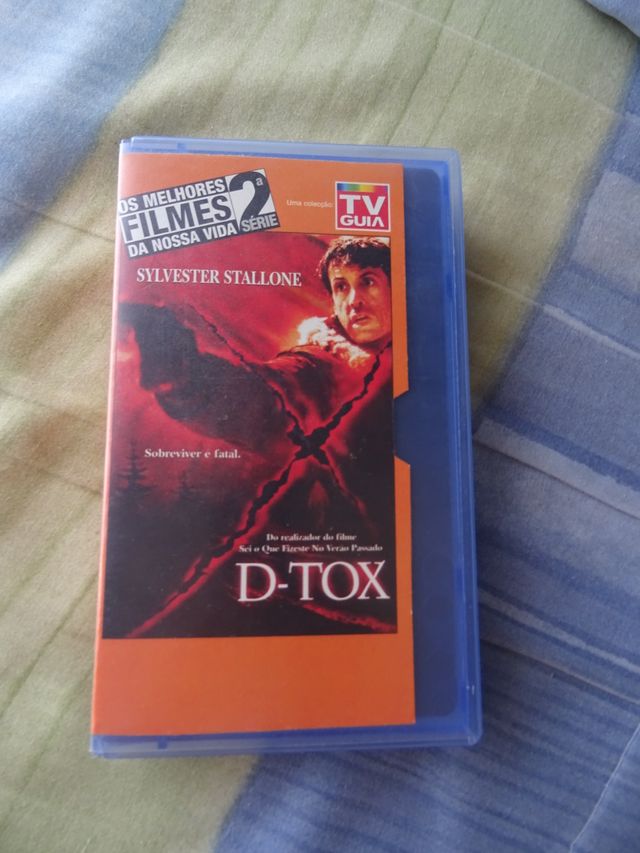 OS MELHORES
FILMES
DA NOSSA VIDA
2ª
SÉRIE
Uma colecção:
TV
GUIA
SYLVESTER STALLONE
Sobreviver é fatal.
Do realizador do filme
Sei o Que Fizeste No Verão Passado
D-TOX